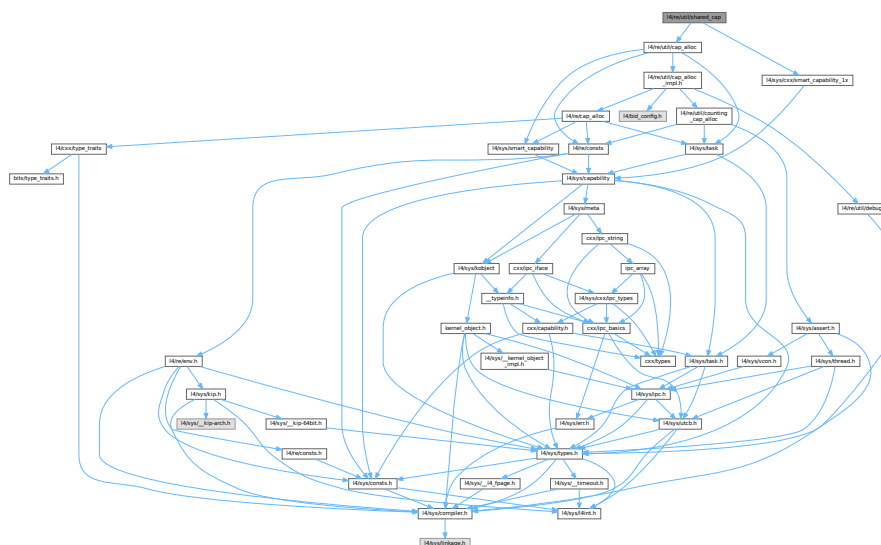 l4/re/util/shared_cap
l4/re/util/cap_alloc
l4/re/util/cap_alloc
_impl.h
l4/sys/cxx/smart_capability_1x
l4/re/cap_alloc
l4/bid_config.h
l4/re/util/counting
_cap_alloc
l4/cxx/type_traits
l4/sys/smart_capability
l4/re/consts
l4/sys/task
bits/type_traits.h
l4/sys/capability
l4/sys/meta
l4/re/util/debug
cxx/ipc_string
l4/sys/kobject
cxx/ipc_iface
ipc_array
__typeinfo.h
l4/sys/cxx/ipc_types
kernel_object.h
cxx/capability.h
cxx/ipc_basics
l4/sys/assert.h
l4/re/env.h
l4/sys/__kernel_object
_impl.h
cxx/types
l4/sys/task.h
l4/sys/vcon.h
l4/sys/thread.h
l4/sys/kip.h
l4/sys/ipc.h
l4/sys/__kip-arch.h
l4/sys/__kip-64bit.h
l4/sys/err.h
l4/sys/utcb.h
l4/re/consts.h
l4/sys/types.h
l4/sys/consts.h
l4/sys/__l4_fpage.h
l4/sys/__timeout.h
l4/sys/compiler.h
l4/sys/l4int.h
l4/sys/linkage.h